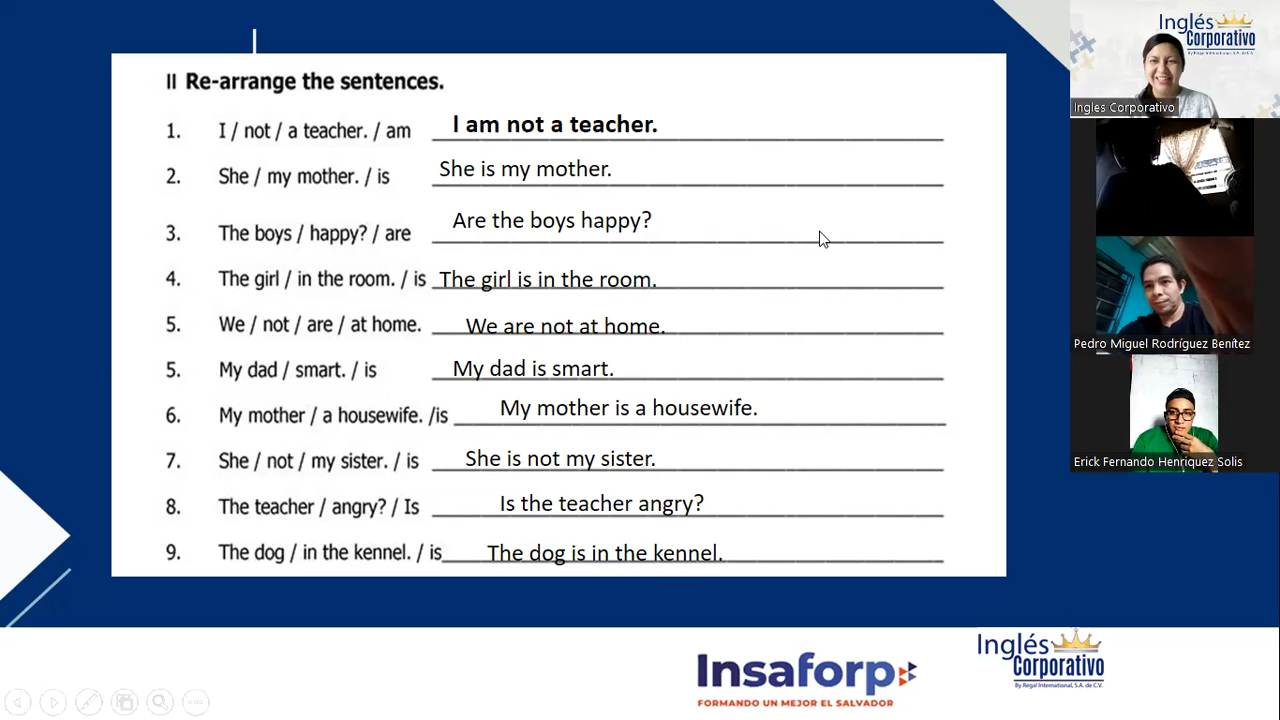 II Re-arrange the sentences.
1. I / not / a teacher. / am I am not a teacher.
2. She / my mother. / is She is my mother.
3. The boys / happy? / are Are the boys happy?
4. The girl / in the room. / is The girl is in the room.
5. We / not / are / at home. We are not at home.
5. My dad / smart. / is My dad is smart.
6. My mother / a housewife. /is My mother is a housewife.
7. She / not / my sister. / is She is not my sister.
8. The teacher / angry? / Is Is the teacher angry?
9. The dog / in the kennel. / is The dog is in the kennel.
Insaforp
FORMANDO UN MEJOR EL SALVADOR
Inglés
Corporativo
By Regal International, S.A. de C.V.
Inglés
Corporativo
By Regal International, S.A. de C.V.
Ingles Corporativo
Pedro Miguel Rodríguez Benítez
Erick Fernando Henriquez Solis